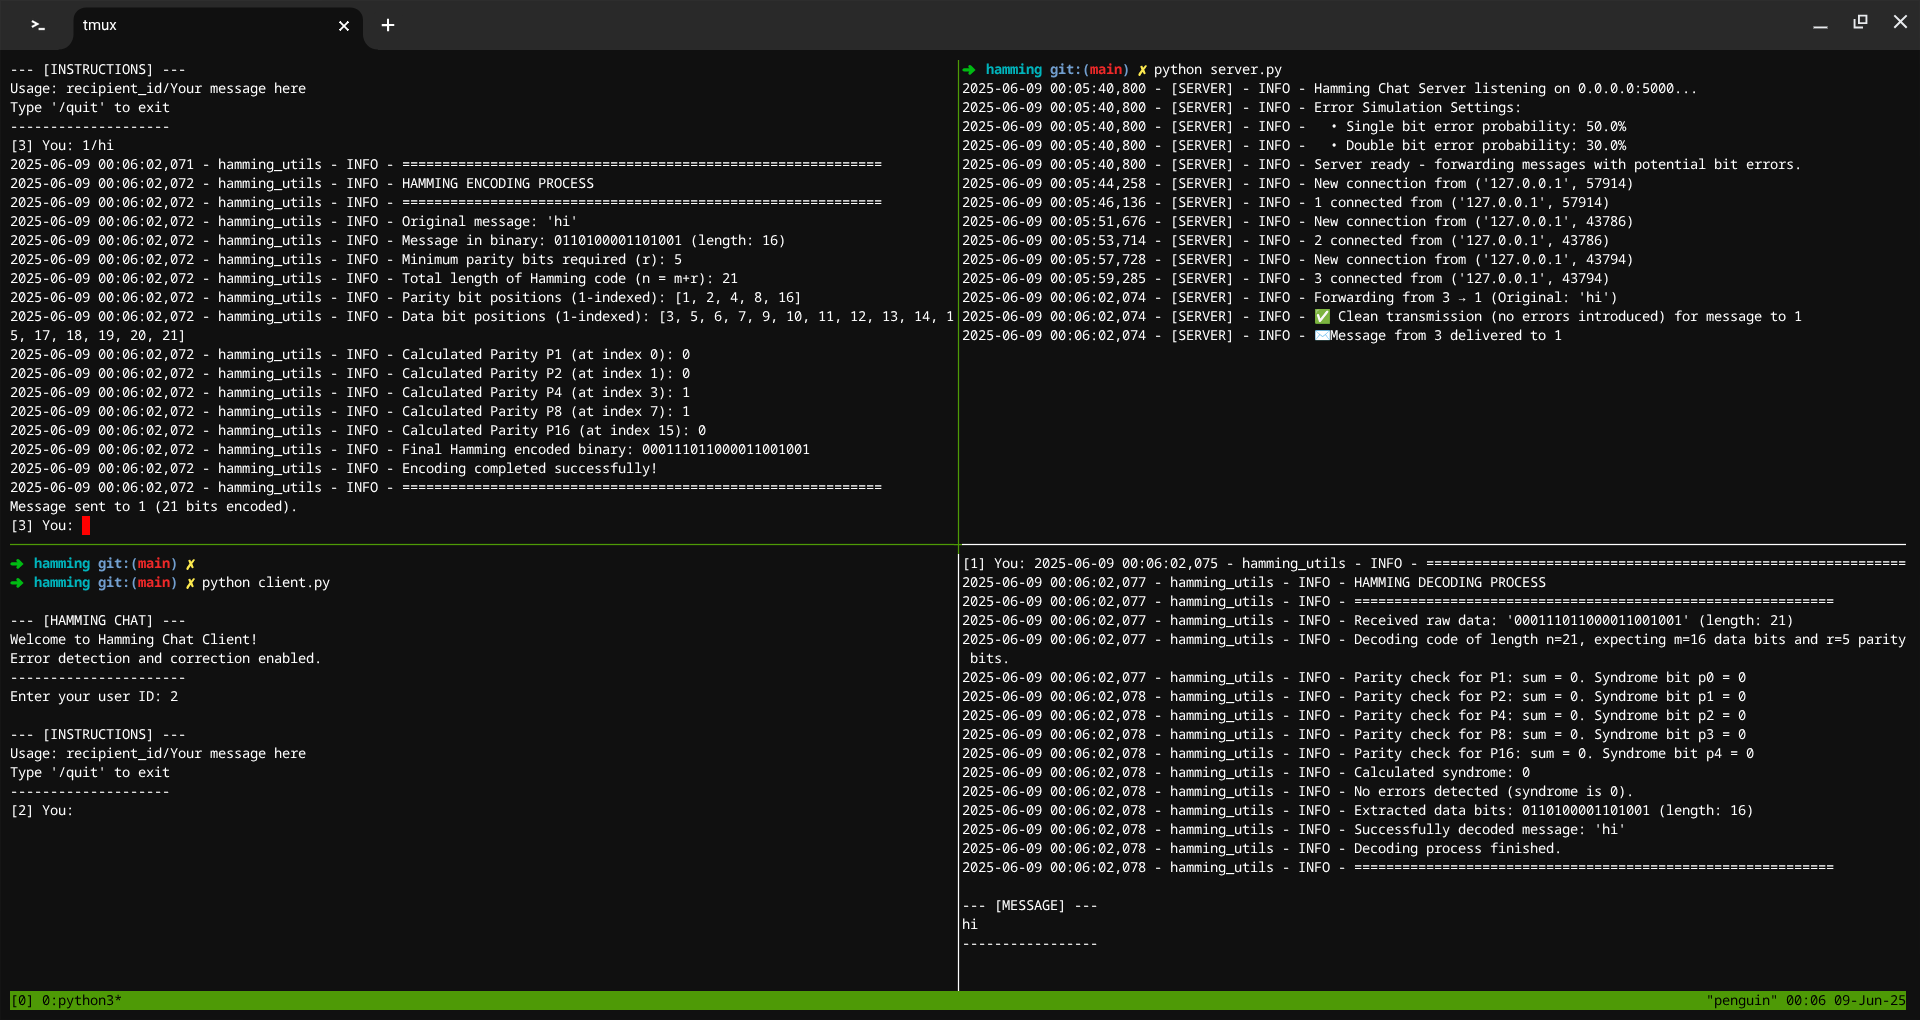 tmux
--- [INSTRUCTIONS] ---
Usage: recipient_id/Your message here
Type '/quit' to exit
--------------------
[3] You: 1/hi
2025-06-09 00:06:02,071 - hamming_utils - INFO - ============================================================
2025-06-09 00:06:02,072 - hamming_utils - INFO - HAMMING ENCODING PROCESS
2025-06-09 00:06:02,072 - hamming_utils - INFO - ============================================================
2025-06-09 00:06:02,072 - hamming_utils - INFO - Original message: 'hi'
2025-06-09 00:06:02,072 - hamming_utils - INFO - Message in binary: 0110100001101001 (length: 16)
2025-06-09 00:06:02,072 - hamming_utils - INFO - Minimum parity bits required (r): 5
2025-06-09 00:06:02,072 - hamming_utils - INFO - Total length of Hamming code (n = m+r): 21
2025-06-09 00:06:02,072 - hamming_utils - INFO - Parity bit positions (1-indexed): [1, 2, 4, 8, 16]
2025-06-09 00:06:02,072 - hamming_utils - INFO - Data bit positions (1-indexed): [3, 5, 6, 7, 9, 10, 11, 12, 13, 14, 1
5, 17, 18, 19, 20, 21]
2025-06-09 00:06:02,072 - hamming_utils - INFO - Calculated Parity P1 (at index 0): 0
2025-06-09 00:06:02,072 - hamming_utils - INFO - Calculated Parity P2 (at index 1): 0
2025-06-09 00:06:02,072 - hamming_utils - INFO - Calculated Parity P4 (at index 3): 1
2025-06-09 00:06:02,072 - hamming_utils - INFO - Calculated Parity P8 (at index 7): 1
2025-06-09 00:06:02,072 - hamming_utils - INFO - Calculated Parity P16 (at index 15): 0
2025-06-09 00:06:02,072 - hamming_utils - INFO - Final Hamming encoded binary: 000111011000011001001
2025-06-09 00:06:02,072 - hamming_utils - INFO - Encoding completed successfully!
2025-06-09 00:06:02,072 - hamming_utils - INFO - ============================================================
Message sent to 1 (21 bits encoded).
[3] You:
➜  hamming git:(main) ✗ python server.py
2025-06-09 00:05:40,800 - [SERVER] - INFO - Hamming Chat Server listening on 0.0.0.0:5000...
2025-06-09 00:05:40,800 - [SERVER] - INFO - Error Simulation Settings:
2025-06-09 00:05:40,800 - [SERVER] - INFO -   • Single bit error probability: 50.0%
2025-06-09 00:05:40,800 - [SERVER] - INFO -   • Double bit error probability: 30.0%
2025-06-09 00:05:40,800 - [SERVER] - INFO - Server ready - forwarding messages with potential bit errors.
2025-06-09 00:05:44,258 - [SERVER] - INFO - New connection from ('127.0.0.1', 57914)
2025-06-09 00:05:46,136 - [SERVER] - INFO - 1 connected from ('127.0.0.1', 57914)
2025-06-09 00:05:51,676 - [SERVER] - INFO - New connection from ('127.0.0.1', 43786)
2025-06-09 00:05:53,714 - [SERVER] - INFO - 2 connected from ('127.0.0.1', 43786)
2025-06-09 00:05:57,728 - [SERVER] - INFO - New connection from ('127.0.0.1', 43794)
2025-06-09 00:05:59,285 - [SERVER] - INFO - 3 connected from ('127.0.0.1', 43794)
2025-06-09 00:06:02,074 - [SERVER] - INFO - Forwarding from 3 → 1 (Original: 'hi')
2025-06-09 00:06:02,074 - [SERVER] - INFO - ✅ Clean transmission (no errors introduced) for message to 1
2025-06-09 00:06:02,074 - [SERVER] - INFO - ✉️Message from 3 delivered to 1
➜  hamming git:(main) ✗
➜  hamming git:(main) ✗ python client.py
--- [HAMMING CHAT] ---
Welcome to Hamming Chat Client!
Error detection and correction enabled.
----------------------
Enter your user ID: 2
--- [INSTRUCTIONS] ---
Usage: recipient_id/Your message here
Type '/quit' to exit
--------------------
[2] You:
[1] You: 2025-06-09 00:06:02,075 - hamming_utils - INFO - ============================================================
2025-06-09 00:06:02,077 - hamming_utils - INFO - HAMMING DECODING PROCESS
2025-06-09 00:06:02,077 - hamming_utils - INFO - ============================================================
2025-06-09 00:06:02,077 - hamming_utils - INFO - Received raw data: '000111011000011001001' (length: 21)
2025-06-09 00:06:02,077 - hamming_utils - INFO - Decoding code of length n=21, expecting m=16 data bits and r=5 parity
bits.
2025-06-09 00:06:02,077 - hamming_utils - INFO - Parity check for P1: sum = 0. Syndrome bit p0 = 0
2025-06-09 00:06:02,078 - hamming_utils - INFO - Parity check for P2: sum = 0. Syndrome bit p1 = 0
2025-06-09 00:06:02,078 - hamming_utils - INFO - Parity check for P4: sum = 0. Syndrome bit p2 = 0
2025-06-09 00:06:02,078 - hamming_utils - INFO - Parity check for P8: sum = 0. Syndrome bit p3 = 0
2025-06-09 00:06:02,078 - hamming_utils - INFO - Parity check for P16: sum = 0. Syndrome bit p4 = 0
2025-06-09 00:06:02,078 - hamming_utils - INFO - Calculated syndrome: 0
2025-06-09 00:06:02,078 - hamming_utils - INFO - No errors detected (syndrome is 0).
2025-06-09 00:06:02,078 - hamming_utils - INFO - Extracted data bits: 0110100001101001 (length: 16)
2025-06-09 00:06:02,078 - hamming_utils - INFO - Successfully decoded message: 'hi'
2025-06-09 00:06:02,078 - hamming_utils - INFO - Decoding process finished.
2025-06-09 00:06:02,078 - hamming_utils - INFO - ============================================================
--- [MESSAGE] ---
hi
-----------------
[0] 0:python3*
"penguin" 00:06 09-Jun-25